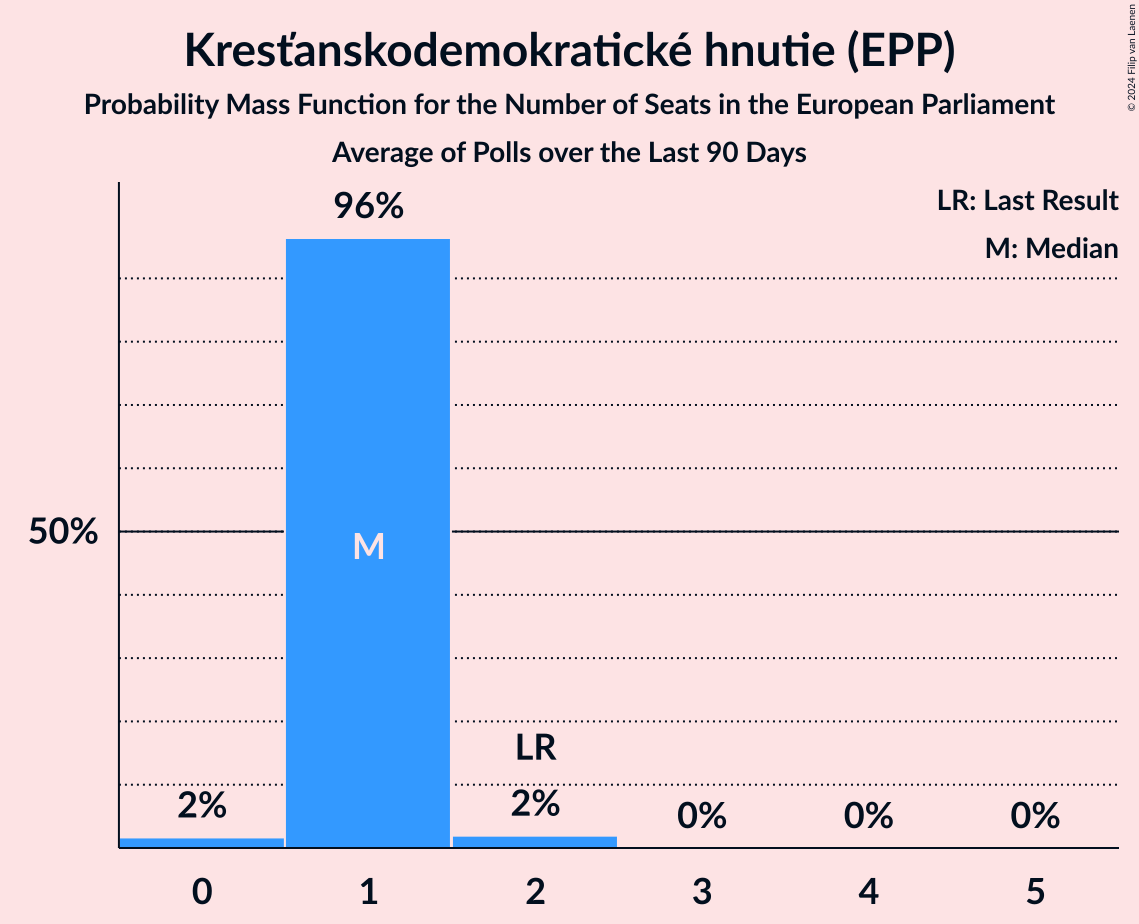 Kresťanskodemokratické hnutie (EPP)
Probability Mass Function for the Number of Seats in the European Parliament
Average of Polls over the Last 90 Days
© 2024 Filip van Laenen
LR: Last Result
M: Median
96%
50%
M
LR
2%
2%
0%
0%
0%
0
1
2
3
4
5